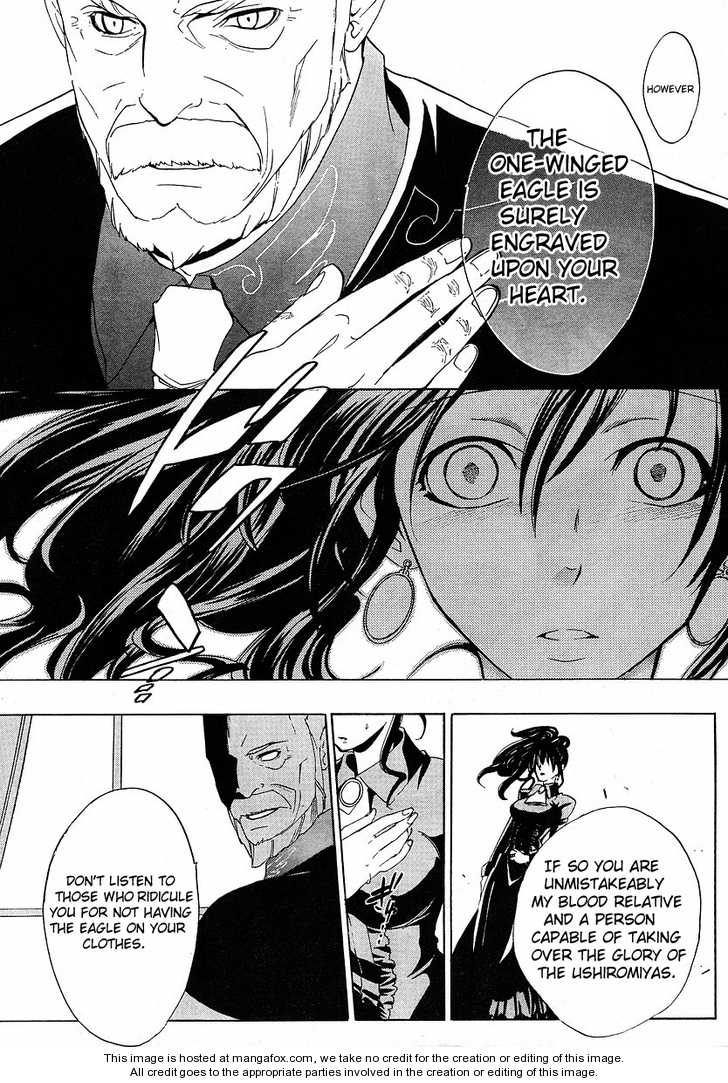 HOWEVER
THE
ONE-WINGED
EAGLE IS
SURELY
ENGRAVED
UPON YOUR
HEART.
IF SO YOU ARE
UNMISTAKEABLY
MY BLOOD RELATIVE
AND A PERSON
CAPABLE OF TAKING
OVER THE GLORY OF
THE USHIROMIYAS.
DON'T LISTEN TO
THOSE WHO RIDICULE
YOU FOR NOT HAVING
THE EAGLE ON YOUR
CLOTHES.
This image is hosted at mangafox.com, we take no credit for the creation or editing of this image.
All credit goes to the appropriate parties involved in the creation or editing of this image.